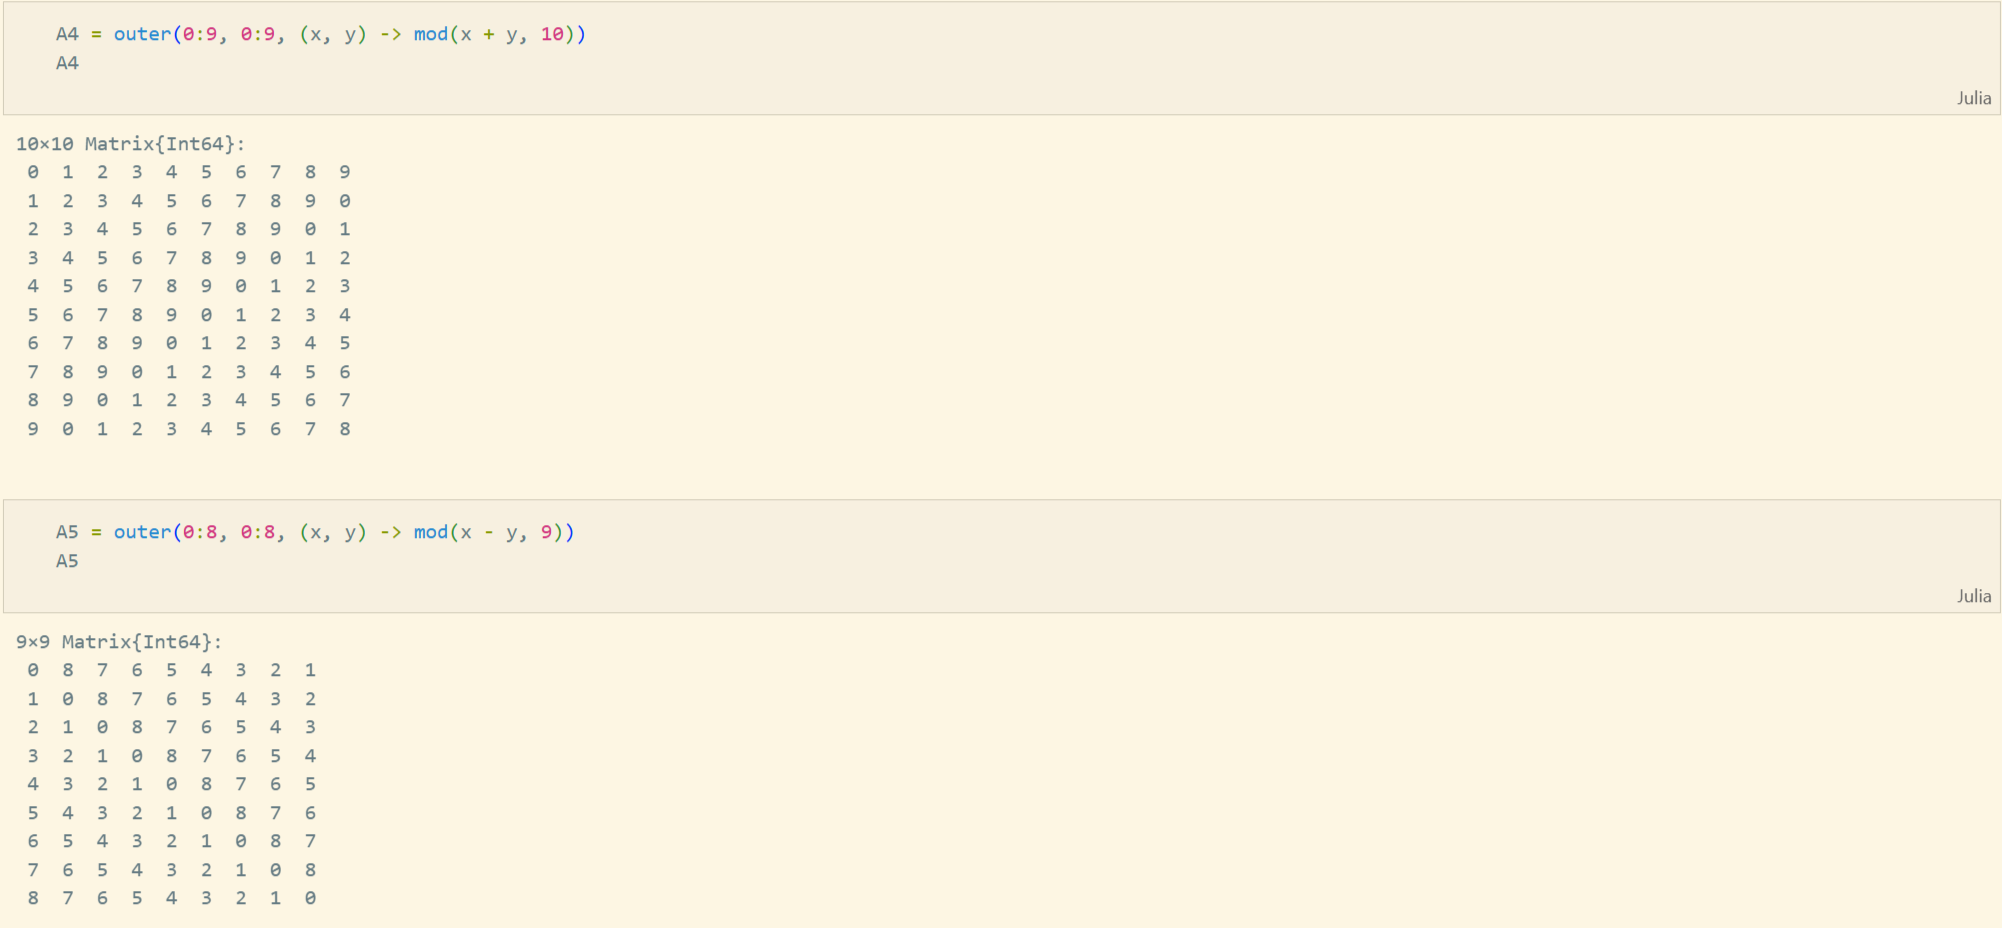 A4 = outer(0:9, 0:9, (x, y) -> mod(x + y, 10))
A4
Julia
10×10 Matrix{Int64}:
0 1 2 3 4 5 6 7 8 9
1 2 3 4 5 6 7 8 9 0
2 3 4 5 6 7 8 9 0 1
3 4 5 6 7 8 9 0 1 2
4 5 6 7 8 9 0 1 2 3
5 6 7 8 9 0 1 2 3 4
6 7 8 9 0 1 2 3 4 5
7 8 9 0 1 2 3 4 5 6
8 9 0 1 2 3 4 5 6 7
9 0 1 2 3 4 5 6 7 8
A5 = outer(0:8, 0:8, (x, y) -> mod(x - y, 9))
A5
Julia
9×9 Matrix{Int64}:
0 8 7 6 5 4 3 2 1
1 0 8 7 6 5 4 3 2
2 1 0 8 7 6 5 4 3
3 2 1 0 8 7 6 5 4
4 3 2 1 0 8 7 6 5
5 4 3 2 1 0 8 7 6
6 5 4 3 2 1 0 8 7
7 6 5 4 3 2 1 0 8
8 7 6 5 4 3 2 1 0